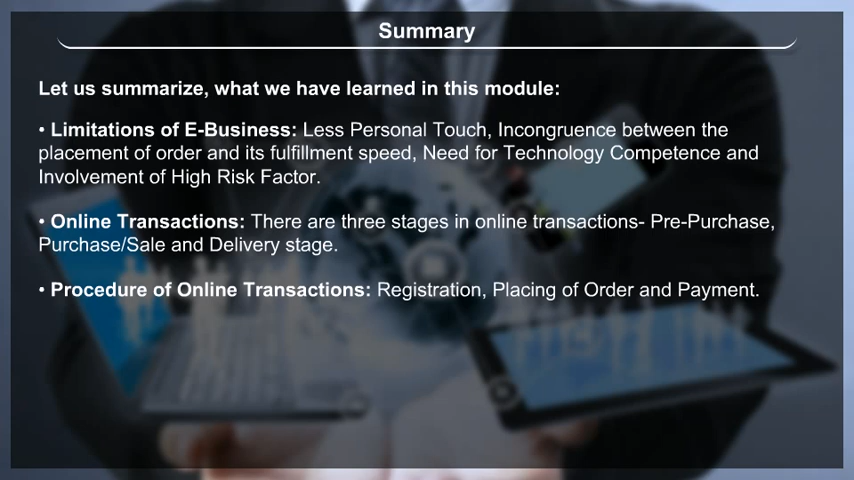 Summary
Let us summarize, what we have learned in this module:
• Limitations of E-Business: Less Personal Touch, Incongruence between the
placement of order and its fulfillment speed, Need for Technology Competence and
Involvement of High Risk Factor.
• Online Transactions: There are three stages in online transactions- Pre-Purchase,
Purchase/Sale and Delivery stage.
• Procedure of Online Transactions: Registration, Placing of Order and Payment.